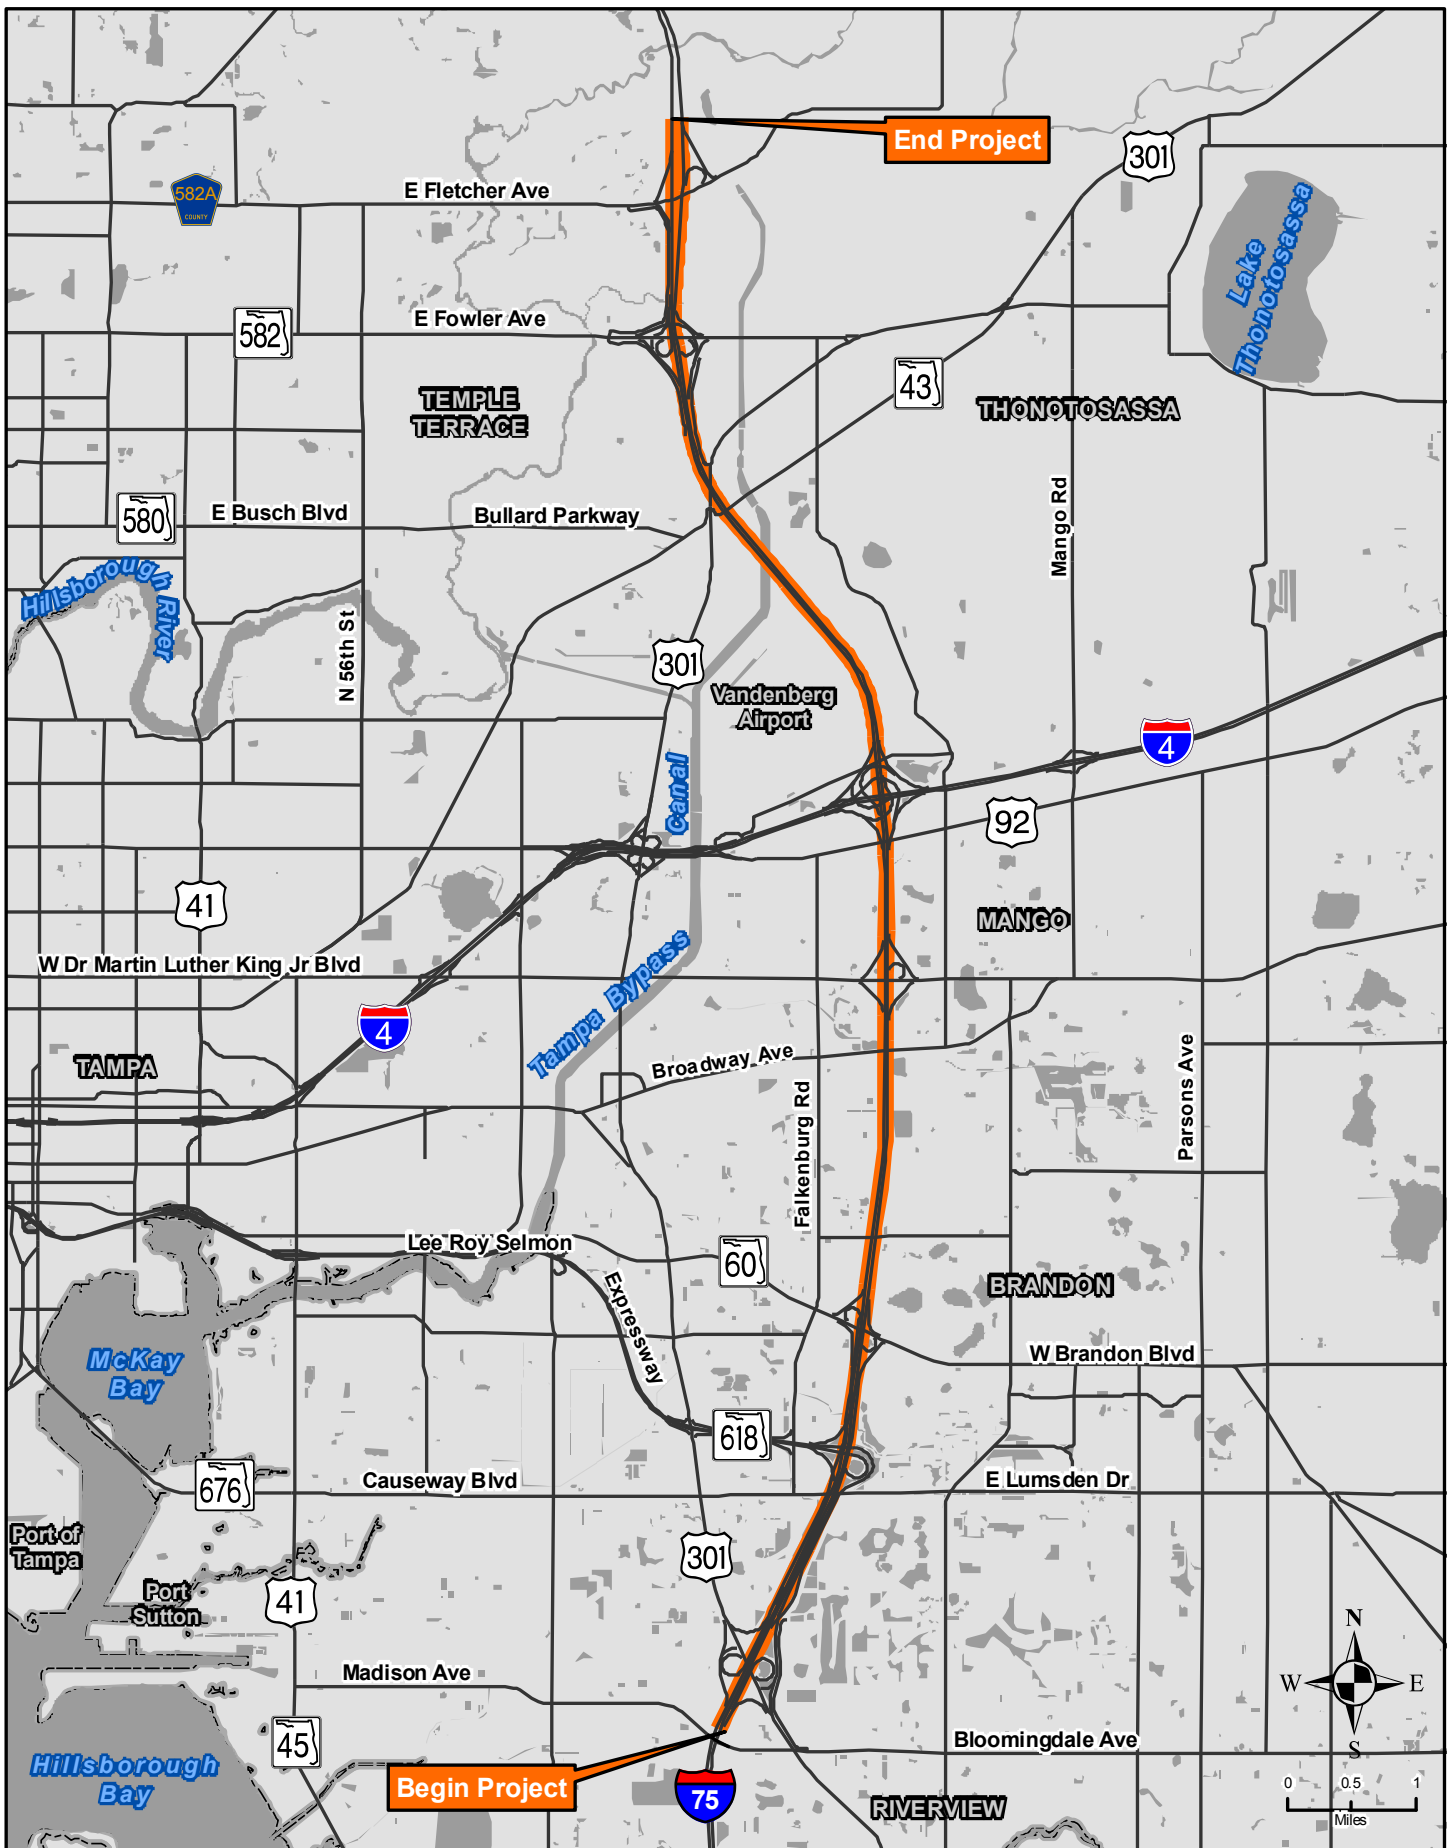 End Project
301
582A
COUNTY
E Fletcher Ave
Lake
Thonotosassa
582
E Fowler Ave
43
TEMPLE
TERRACE
THONOTOSASSA
580
E Busch Blvd
Bullard Parkway
Mango Rd
Hillsborough
River
N 56th St
301
Vandenberg
Airport
4
Canal
92
41
MANGO
W Dr Martin Luther King Jr Blvd
4
Tampa Bypass
TAMPA
Broadway Ave
Falkenburg Rd
Parsons Ave
Lee Roy Selmon
Expressway
60
BRANDON
McKay
Bay
W Brandon Blvd
618
676
Causeway Blvd
E Lumsden Dr
Port of
Tampa
301
Port
Sutton
41
N
W
E
S
Madison Ave
45
Bloomingdale Ave
Hillsborough
Bay
Begin Project
75
RIVERVIEW
0 0.5 1
Miles